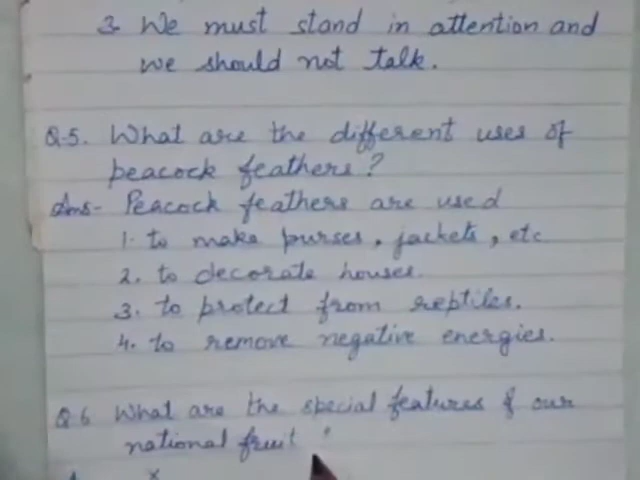 3. We must stand in attention and
we should not talk.
Q-5. What are the different uses of
peacock feathers?
Ans- Peacock feathers are used
1. to make purses, jackets, etc
2. to decorate houses.
3. to protect from reptiles.
4. to remove negative energies.
Q 6 What are the special features of our
national fruit?